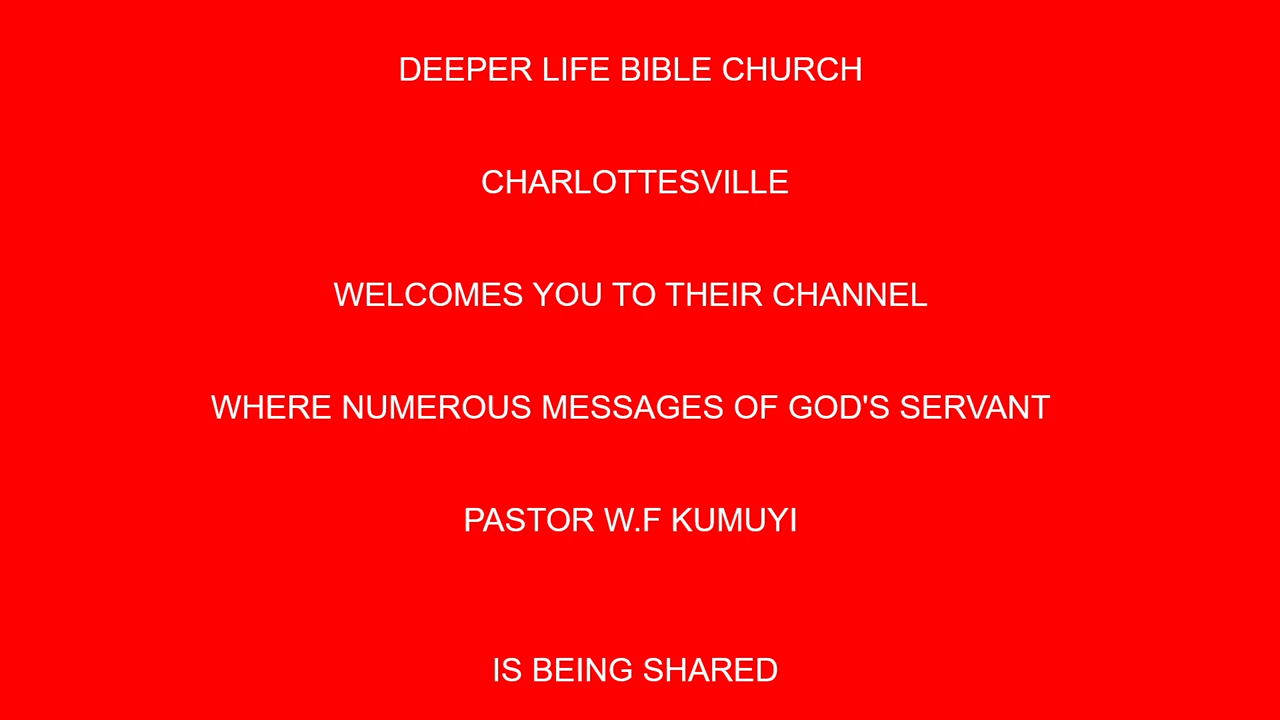 DEEPER LIFE BIBLE CHURCH
CHARLOTTESVILLE
WELCOMES YOU TO THEIR CHANNEL
WHERE NUMEROUS MESSAGES OF GOD'S SERVANT
PASTOR W.F KUMUYI
IS BEING SHARED